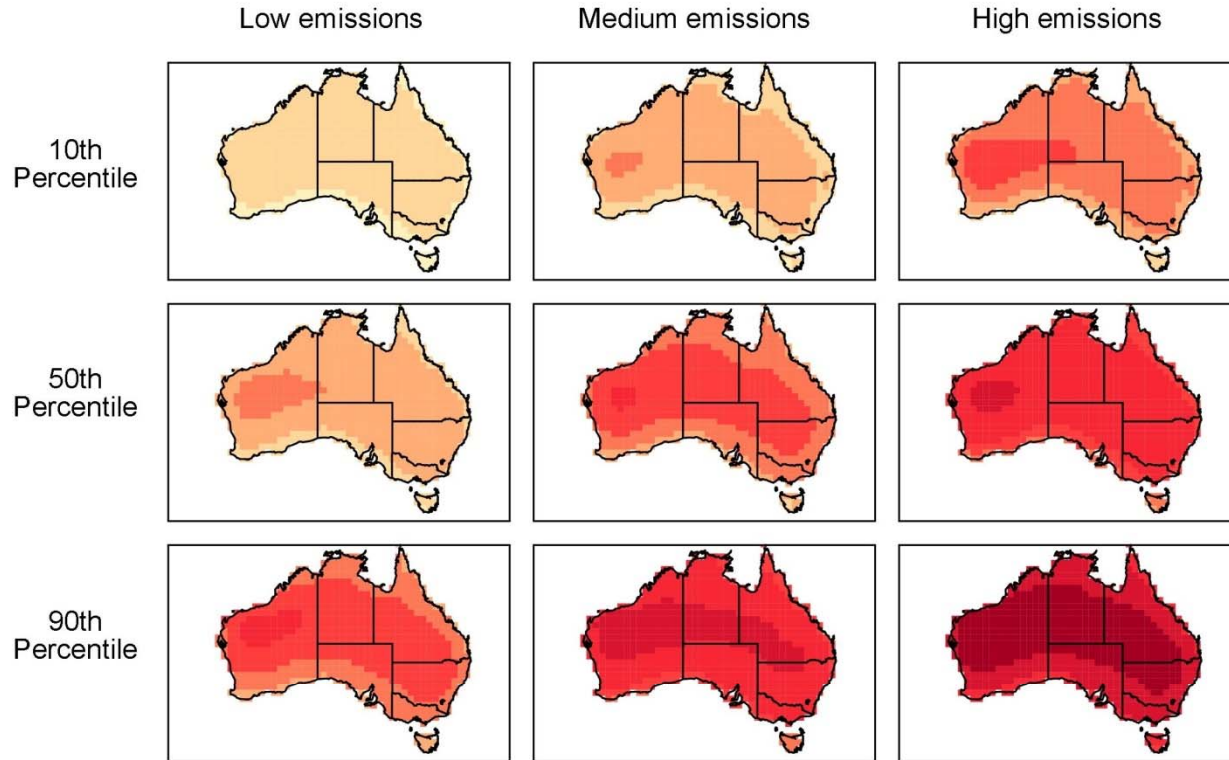 Low emissions
Medium emissions
High emissions
10th
Percentile
50th
Percentile
90th
Percentile